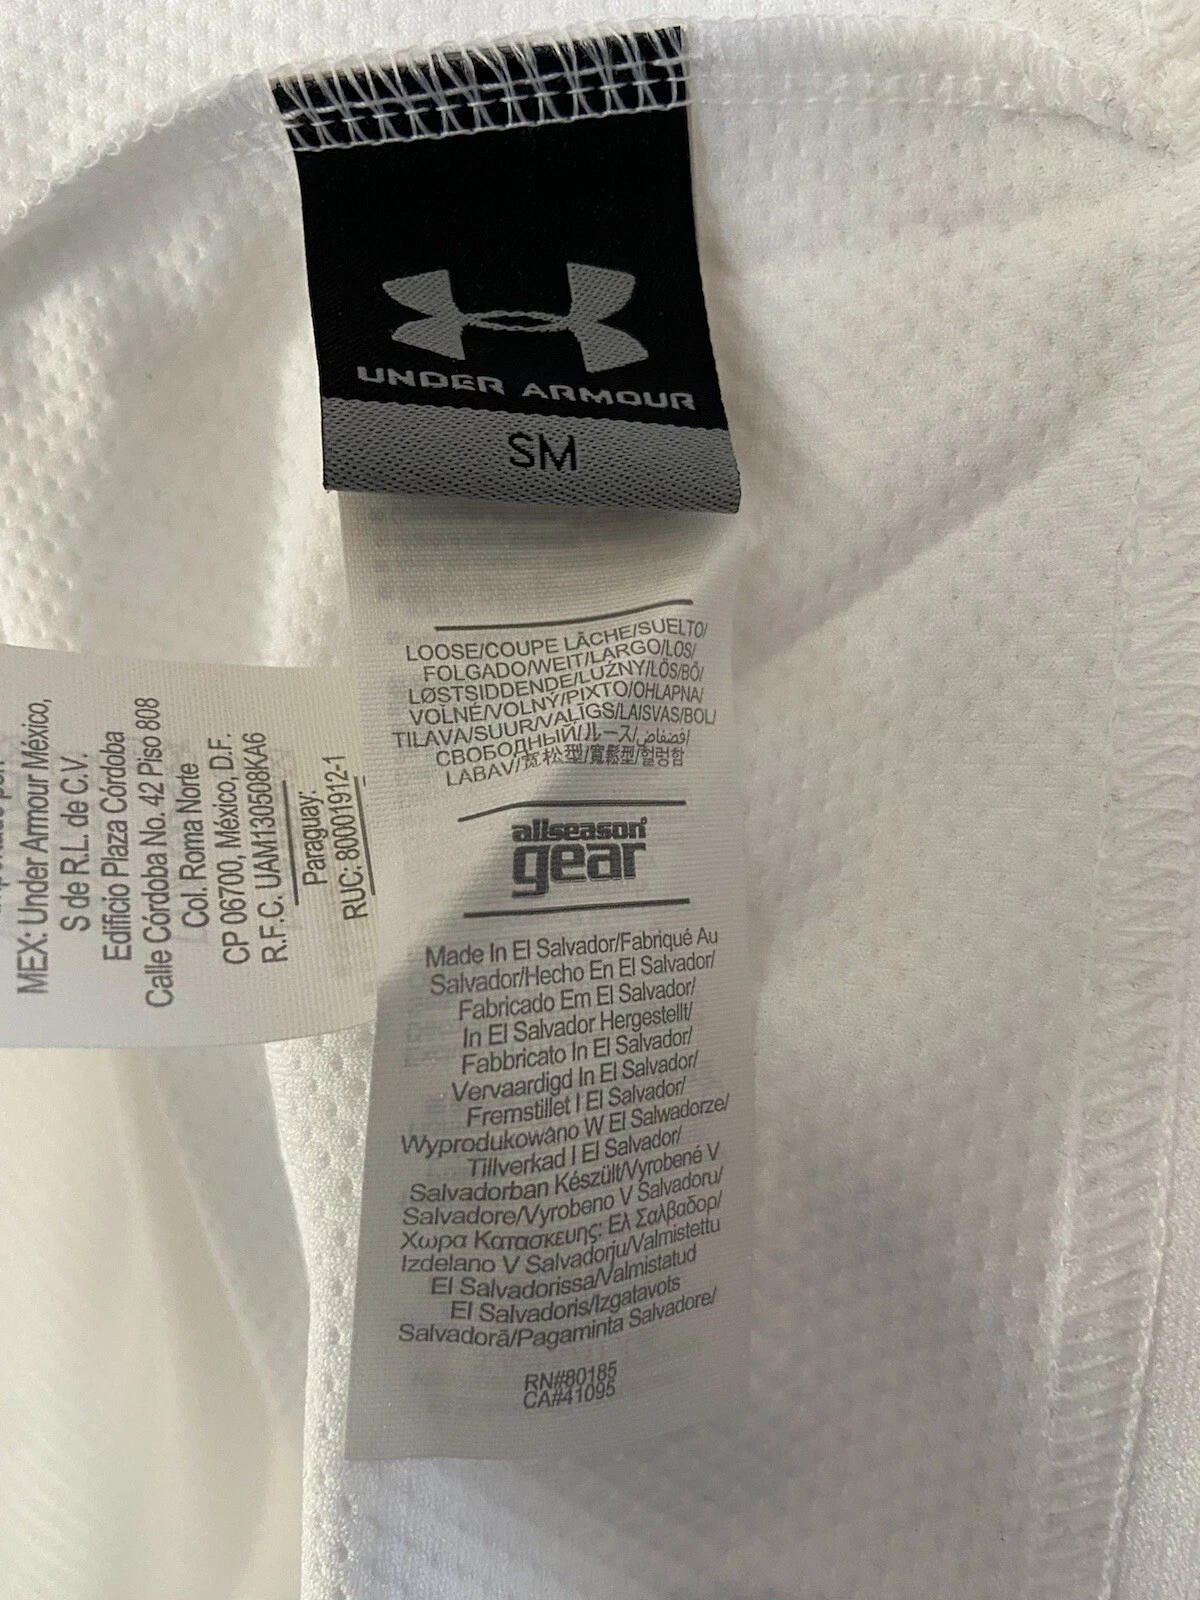 UNDER ARMOUR
SM
LOOSE/COUPE LÂCHE/SUELTO/
FOLGADO/WEIT/LARGO/LOS/
LØSTSIDDENDE/LUŹNY/LÖS/BŐ/
VOLNÉ/VOLNÝ/ΡΙΧΤΟ/OHLAPNA/
TILAVA/SUUR/VALĪGS/LAISVAS/BOL/
СВОБОДНЫЙ/ルース/فضفاض/
LABAV/宽松型/寬鬆型/헐렁함
allseason
gear
Made In El Salvador/Fabriqué Au
Salvador/Hecho En El Salvador/
Fabricado Em El Salvador/
In El Salvador Hergestellt/
Fabbricato In El Salvador/
Vervaardigd In El Salvador/
Fremstillet I El Salvador/
Wyprodukowano W El Salwadorze/
Tillverkad I El Salvador/
Salvadorban Készült/Vyrobené V
Salvadore/Vyrobeno V Salvadoru/
Χωρα Κατασκευης: Ελ Σαλβαδορ/
Izdelano V Salvadorju/Valmistettu
El Salvadorissa/Valmistatud
El Salvadoris/Izgatavots
Salvadorā/Pagaminta Salvadore/
RN#80185
CA#41095
MEX: Under Armour México,
S de R.L. de C.V.
Edificio Plaza Córdoba
Calle Córdoba No. 42 Piso 808
Col. Roma Norte
CP 06700, México, D.F.
R.F.C. UAM130508KA6
Paraguay:
RUC: 80001912-1